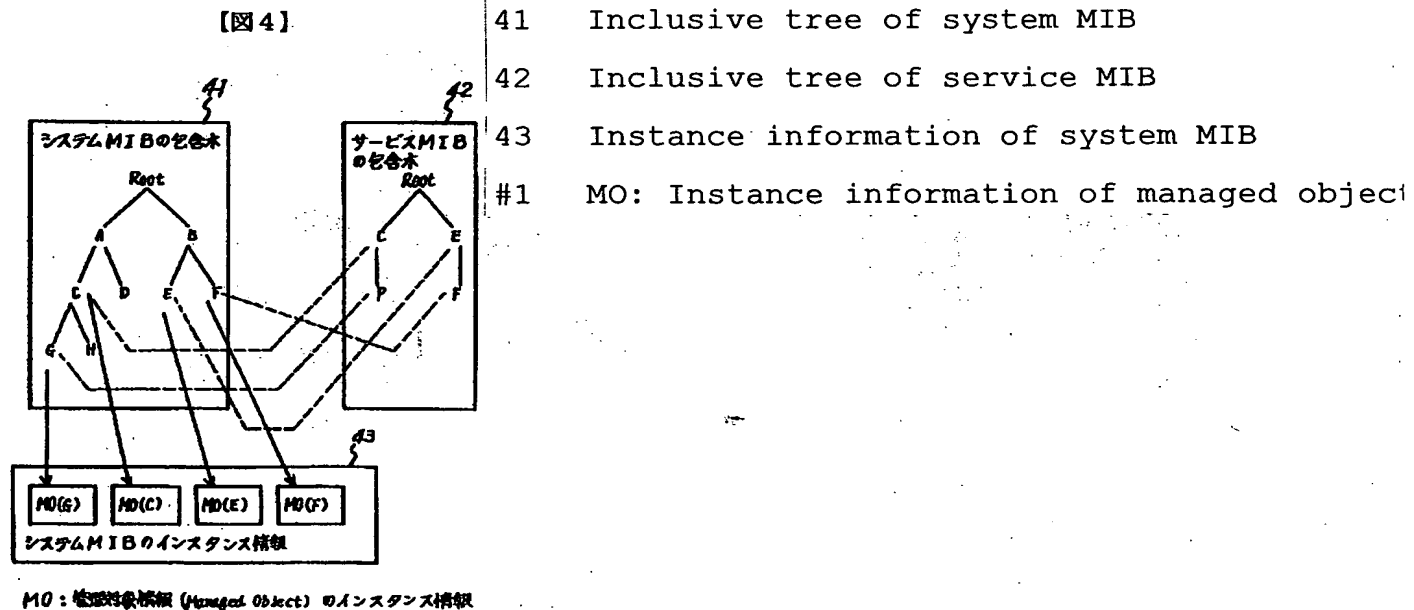 【図4】
41 Inclusive tree of system MIB
42 Inclusive tree of service MIB
43 Instance information of system MIB
#1 MO: Instance information of managed object
41
42
システムMIBの包含木
Root
A B
C D E F
G H
サービスMIB
の包含木
Root
C E
P F
43
MO(G) MO(C) MO(E) MO(F)
システムMIBのインスタンス情報
MO:管理対象情報 (Managed Object) のインスタンス情報